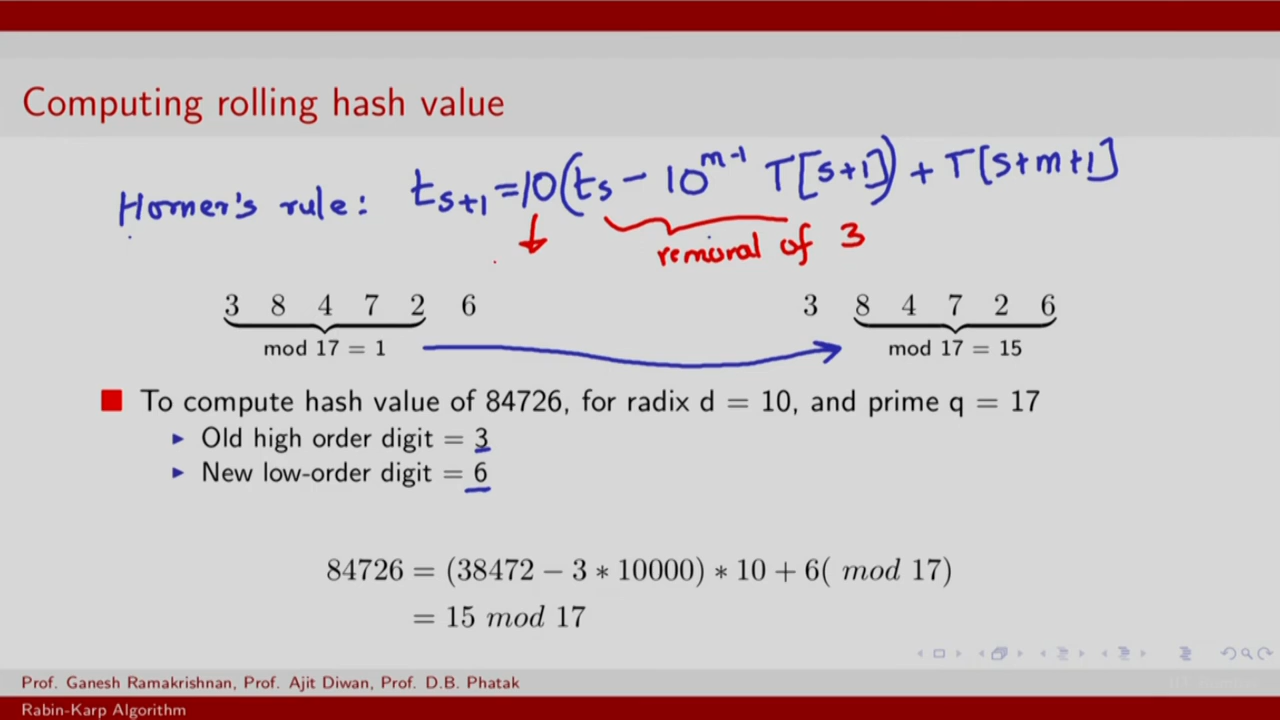 Computing rolling hash value
Horner's rule: t_{s+1} = 10(t_s − 10^{m-1} T[s+1]) + T[s+m+1]
removal of 3
3 8 4 7 2 6
mod 17 = 1
3 8 4 7 2 6
mod 17 = 15
To compute hash value of 84726, for radix d = 10, and prime q = 17
Old high order digit = 3
New low-order digit = 6
84726 = (38472 − 3 ∗ 10000) ∗ 10 + 6( mod 17)
= 15 mod 17
Prof. Ganesh Ramakrishnan, Prof. Ajit Diwan, Prof. D.B. Phatak
Rabin-Karp Algorithm